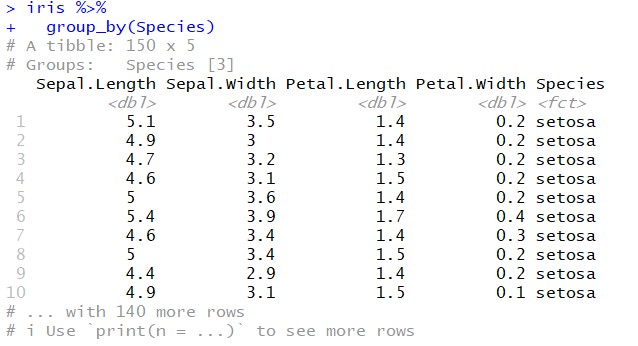 > iris %>%
+   group_by(Species)
# A tibble: 150 x 5
# Groups:   Species [3]
   Sepal.Length Sepal.Width Petal.Length Petal.Width Species
          <dbl>       <dbl>        <dbl>       <dbl> <fct>
 1          5.1         3.5          1.4         0.2 setosa
 2          4.9         3            1.4         0.2 setosa
 3          4.7         3.2          1.3         0.2 setosa
 4          4.6         3.1          1.5         0.2 setosa
 5          5           3.6          1.4         0.2 setosa
 6          5.4         3.9          1.7         0.4 setosa
 7          4.6         3.4          1.4         0.3 setosa
 8          5           3.4          1.5         0.2 setosa
 9          4.4         2.9          1.4         0.2 setosa
10          4.9         3.1          1.5         0.1 setosa
# ... with 140 more rows
# i Use `print(n = ...)` to see more rows